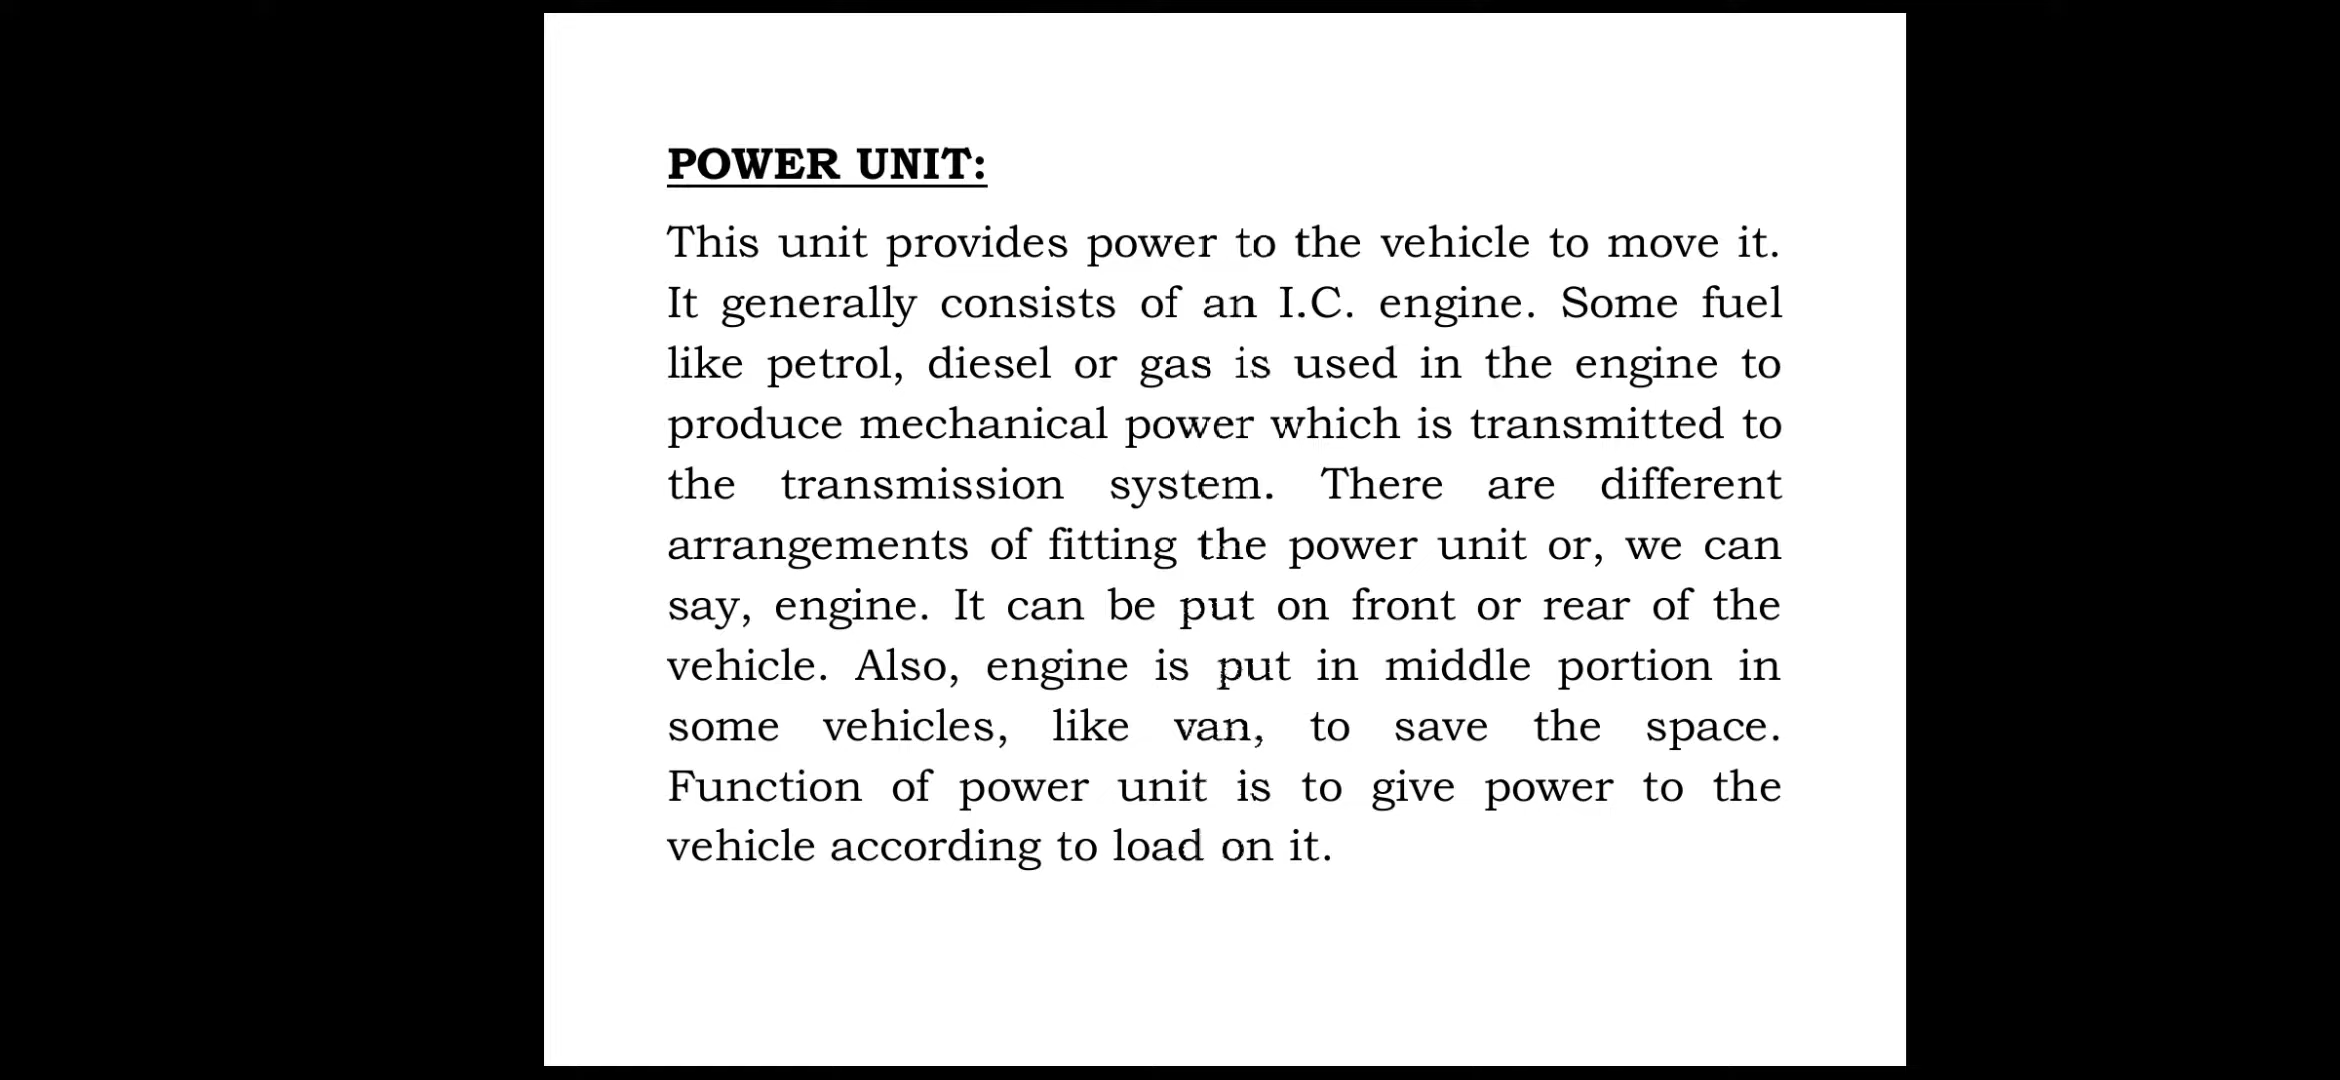 POWER UNIT:
This unit provides power to the vehicle to move it.
It generally consists of an I.C. engine. Some fuel
like petrol, diesel or gas is used in the engine to
produce mechanical power which is transmitted to
the transmission system. There are different
arrangements of fitting the power unit or, we can
say, engine. It can be put on front or rear of the
vehicle. Also, engine is put in middle portion in
some vehicles, like van, to save the space.
Function of power unit is to give power to the
vehicle according to load on it.